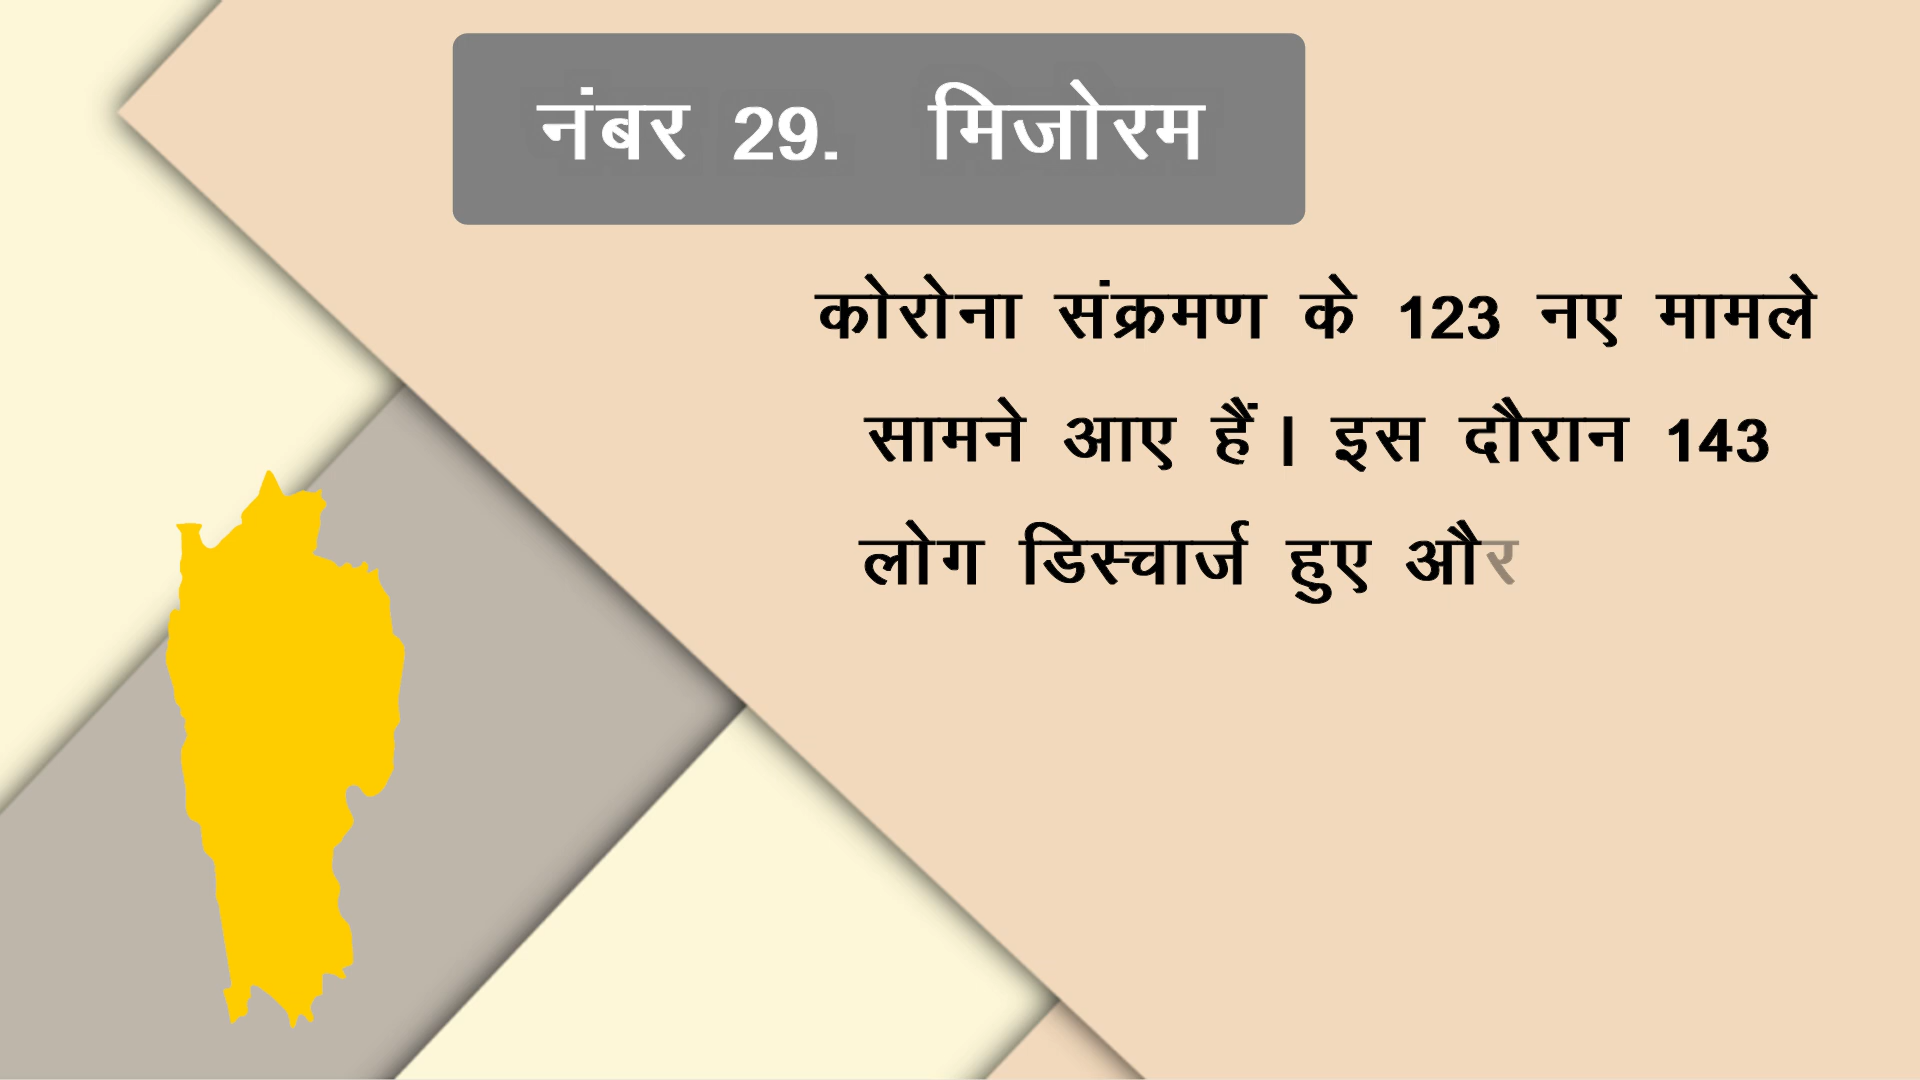 नंबर 29. मिजोरम
कोरोना संक्रमण के 123 नए मामले
सामने आए हैं। इस दौरान 143
लोग डिस्चार्ज हुए और